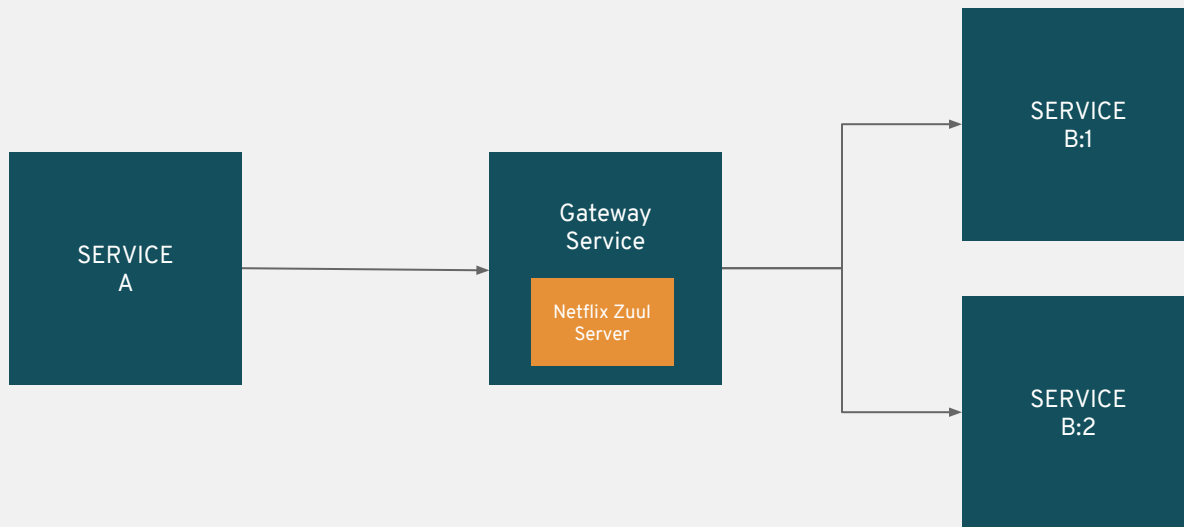 SERVICE
A
Gateway
Service
Netflix Zuul
Server
SERVICE
B:1
SERVICE
B:2